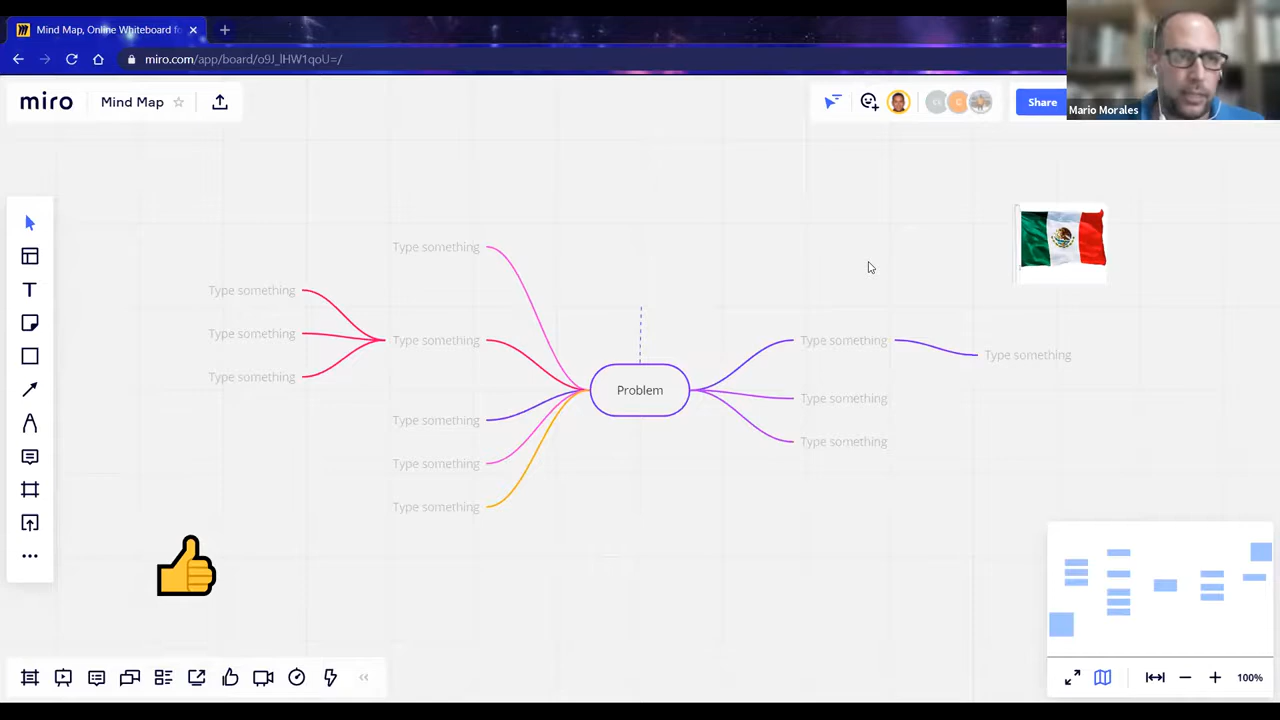 Mind Map, Online Whiteboard fo
miro.com/app/board/o9J_lHW1qoU=/
miro
Mind Map
Share
Mario Morales
Type something
Type something
Type something
Type something
Type something
Type something
Type something
Type something
Problem
Type something
Type something
Type something
Type something
100%